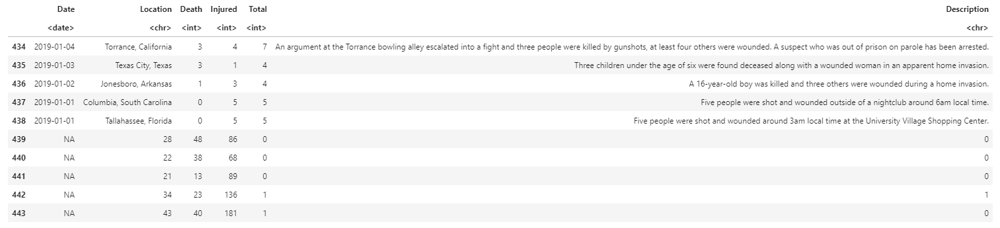 Date Location Death Injured Total Description
<date> <chr> <int> <int> <int> <chr>
434 2019-01-04 Torrance, California 3 4 7 An argument at the Torrance bowling alley escalated into a fight and three people were killed by gunshots, at least four others were wounded. A suspect who was out of prison on parole has been arrested.
435 2019-01-03 Texas City, Texas 3 1 4 Three children under the age of six were found deceased along with a wounded woman in an apparent home invasion.
436 2019-01-02 Jonesboro, Arkansas 1 3 4 A 16-year-old boy was killed and three others were wounded during a home invasion.
437 2019-01-01 Columbia, South Carolina 0 5 5 Five people were shot and wounded outside of a nightclub around 6am local time.
438 2019-01-01 Tallahassee, Florida 0 5 5 Five people were shot and wounded around 3am local time at the University Village Shopping Center.
439 NA 28 48 86 0 0
440 NA 22 38 68 0 0
441 NA 21 13 89 0 0
442 NA 34 23 136 1 1
443 NA 43 40 181 1 0